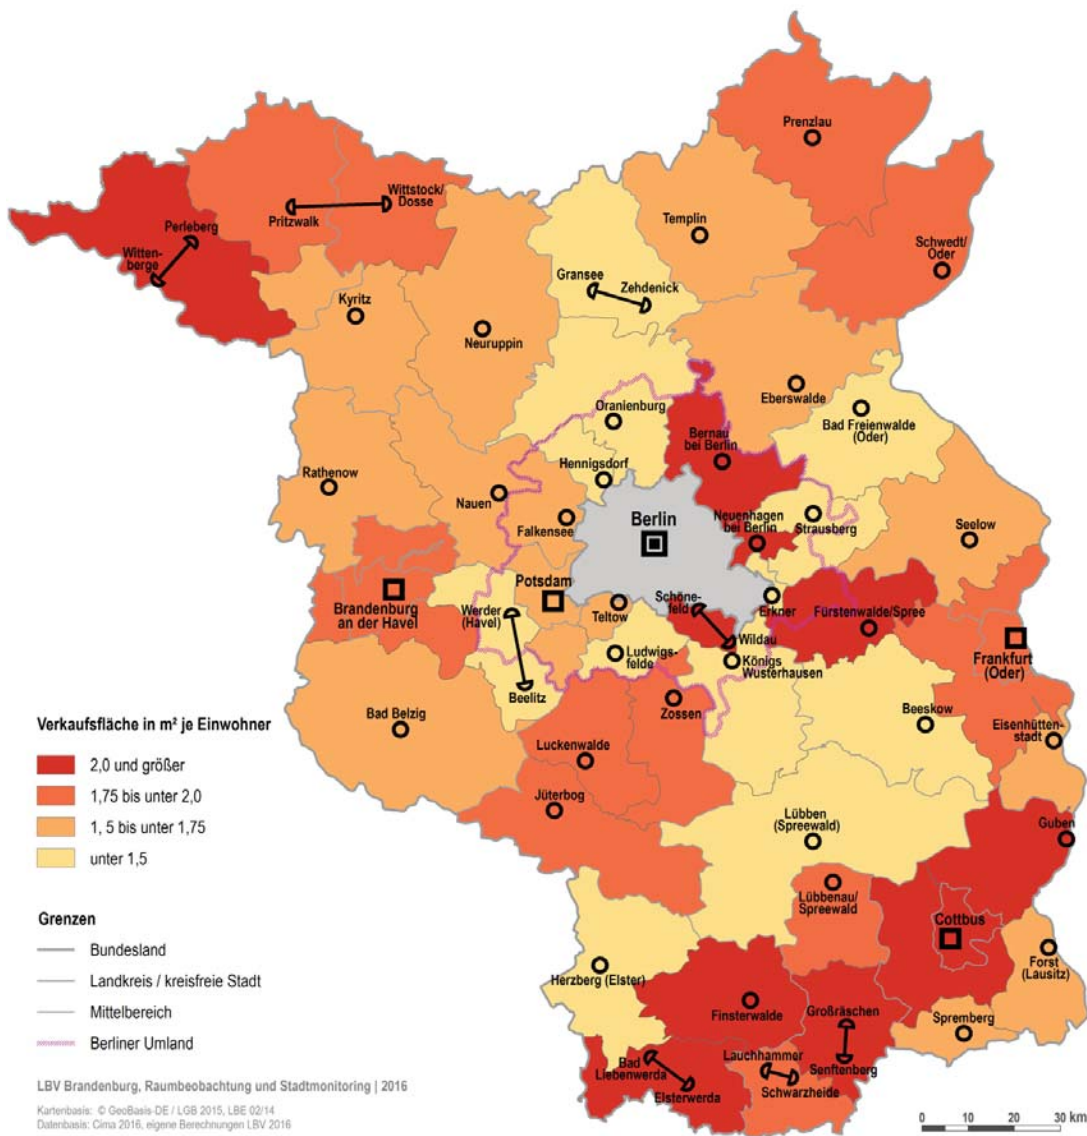 Prenzlau
Wittstock/
Dosse
Pritzwalk
Perleberg
Witten-
berge
Templin
Schwedt/
Oder
Gransee
Zehdenick
Kyritz
Neuruppin
Eberswalde
Oranienburg
Bad Freienwalde
(Oder)
Bernau
bei Berlin
Hennigsdorf
Rathenow
Nauen
Falkensee
Berlin
Neuenhagen
bei Berlin
Strausberg
Seelow
Potsdam
Brandenburg
an der Havel
Werder
(Havel)
Teltow
Schöne-
feld
Erkner
Fürstenwalde/Spree
Wildau
Königs
Wusterhausen
Ludwigs-
felde
Frankfurt
(Oder)
Beelitz
Zossen
Beeskow
Eisenhütten-
stadt
Bad Belzig
Luckenwalde
Jüterbog
Lübben
(Spreewald)
Guben
Lübbenau/
Spreewald
Cottbus
Forst
(Lausitz)
Herzberg (Elster)
Finsterwalde
Großräschen
Spremberg
Bad
Liebenwerda
Elsterwerda
Lauchhammer
Schwarzheide
Senftenberg
Verkaufsfläche in m² je Einwohner
2,0 und größer
1,75 bis unter 2,0
1, 5 bis unter 1,75
unter 1,5
Grenzen
Bundesland
Landkreis / kreisfreie Stadt
Mittelbereich
Berliner Umland
LBV Brandenburg, Raumbeobachtung und Stadtmonitoring | 2016
Kartenbasis: © GeoBasis-DE / LGB 2015, LBE 02/14
Datenbasis: Cima 2016, eigene Berechnungen LBV 2016
0 10 20 30 km